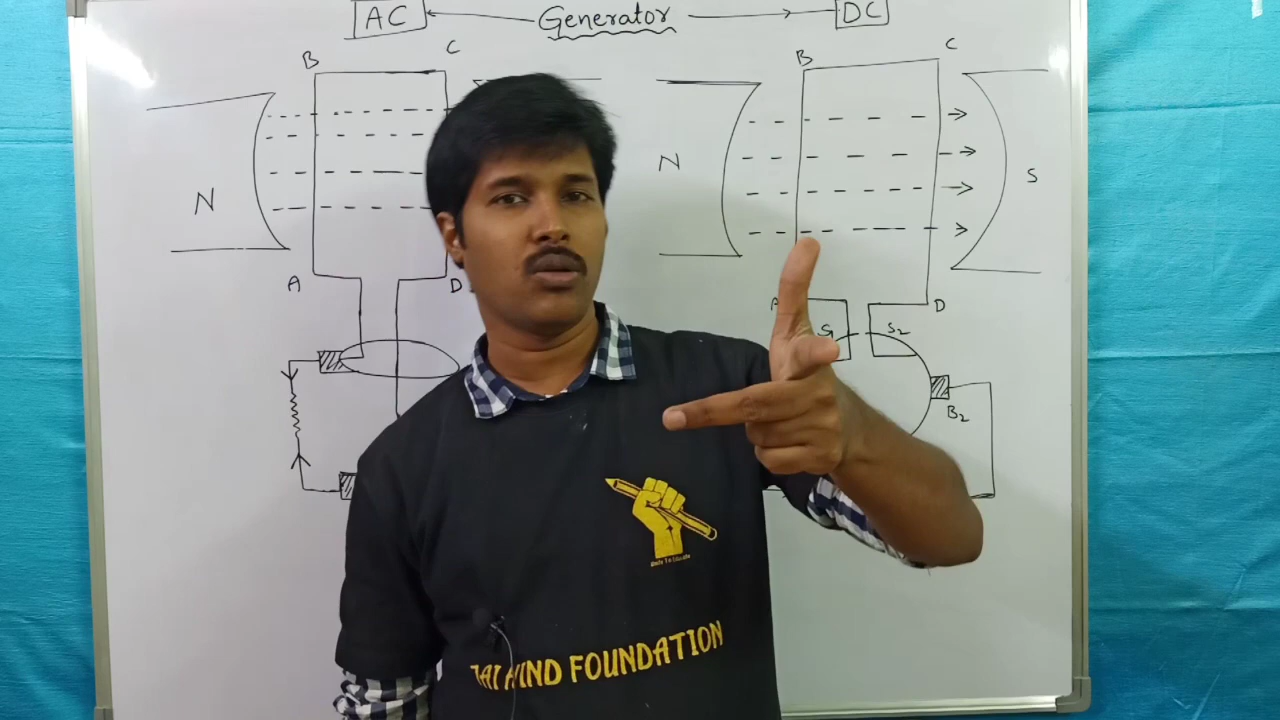 AC Generator DC
B C
N
A D
B C
N S
A D
S1 S2
B2
JAI HIND FOUNDATION